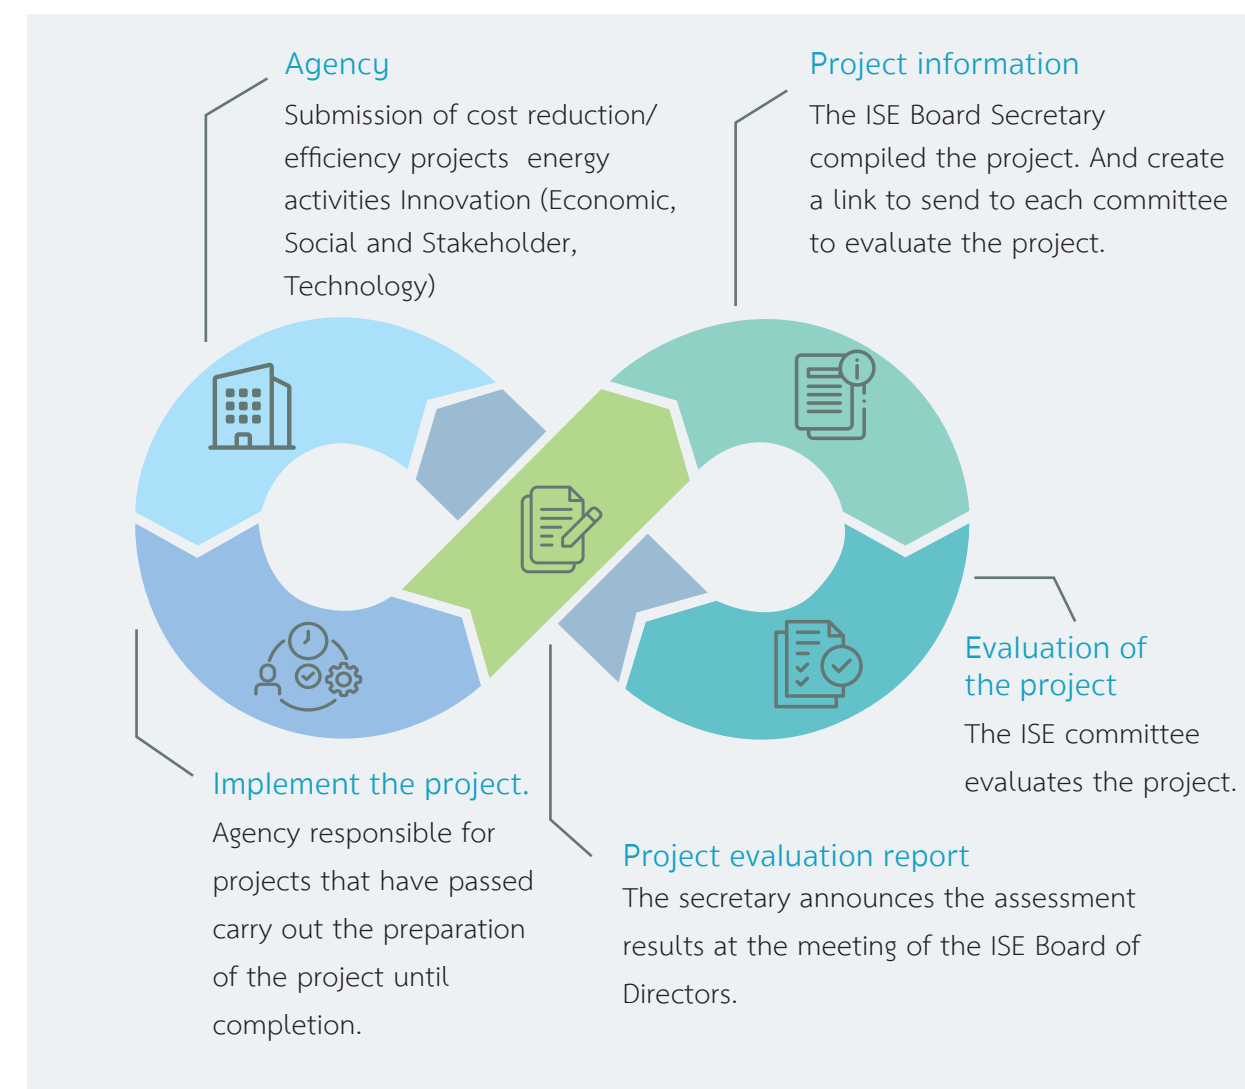 Agency
Submission of cost reduction/
efficiency projects  energy
activities Innovation (Economic,
Social and Stakeholder,
Technology)
Project information
The ISE Board Secretary
compiled the project. And create
a link to send to each committee
to evaluate the project.
Evaluation of
the project
The ISE committee
evaluates the project.
Project evaluation report
The secretary announces the assessment
results at the meeting of the ISE Board of
Directors.
Implement the project.
Agency responsible for
projects that have passed
carry out the preparation
of the project until
completion.